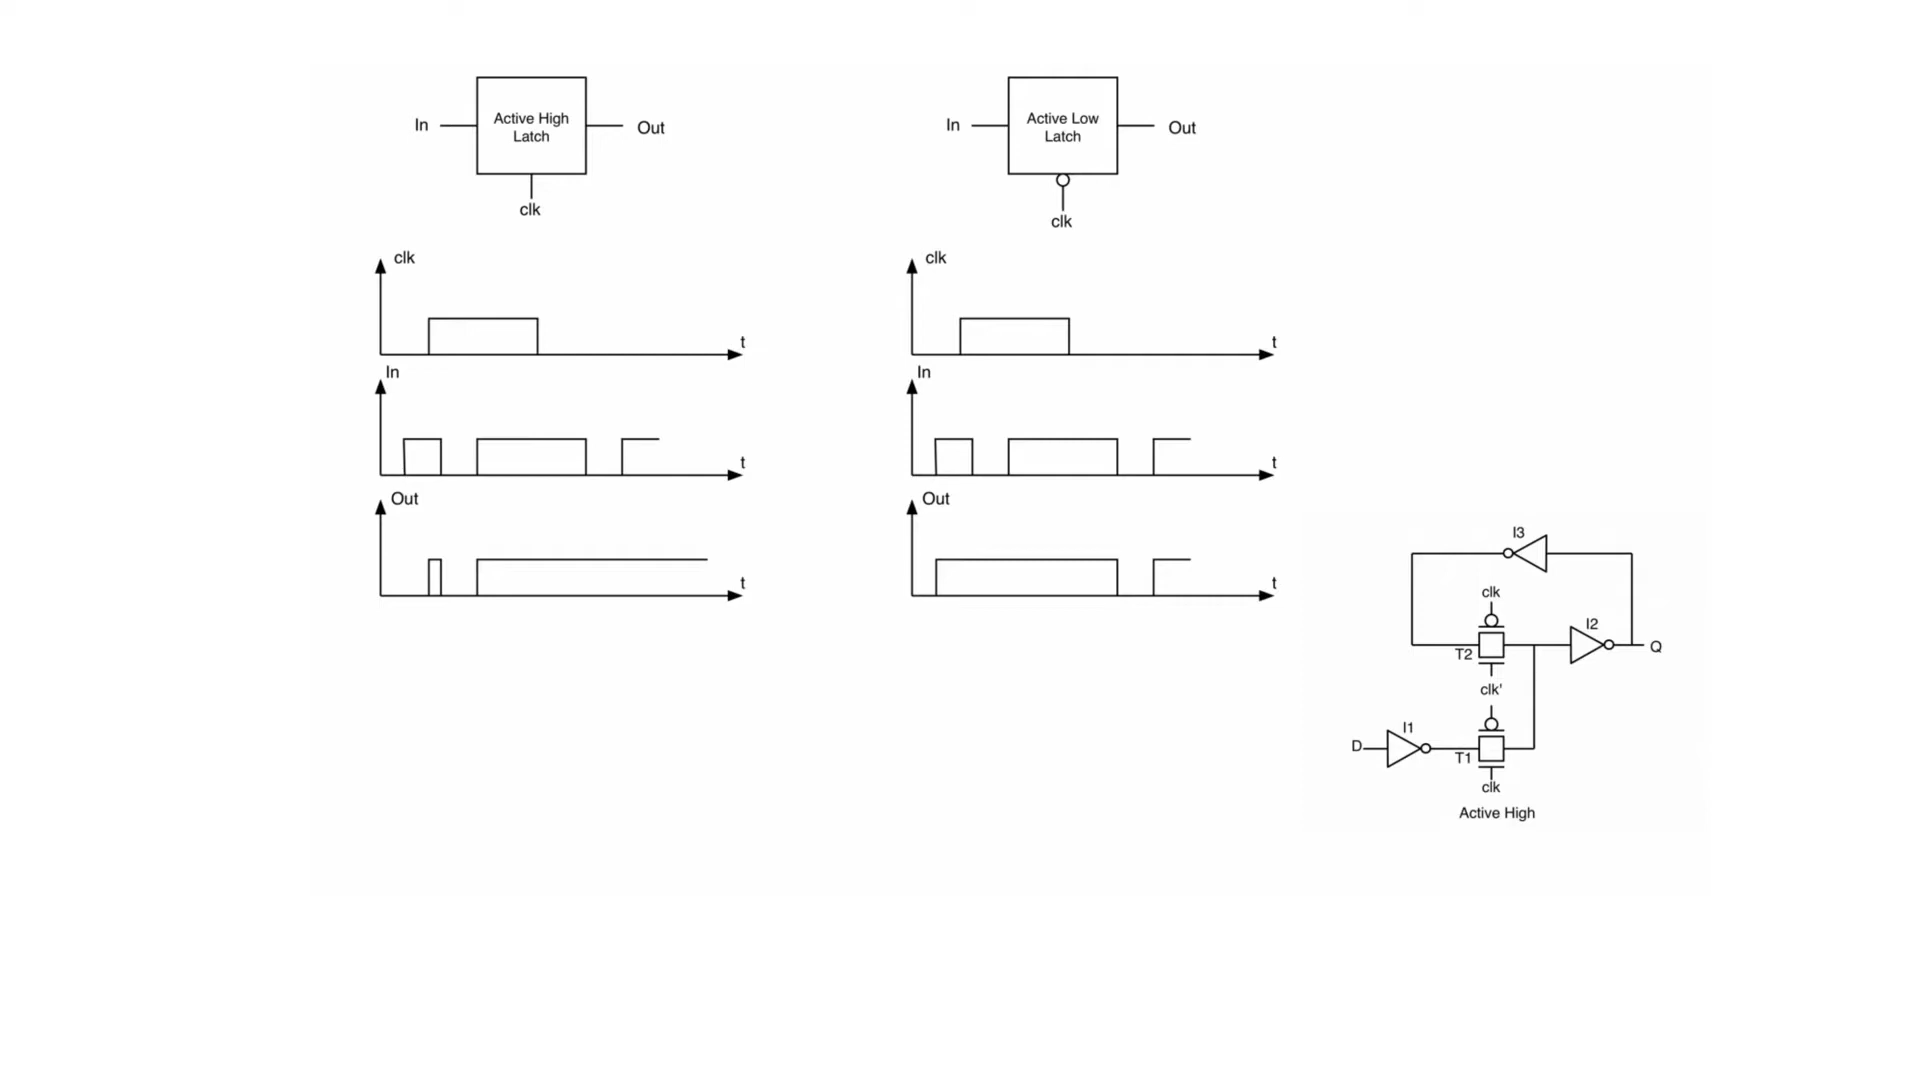 In
Active High
Latch
Out
clk
In
Active Low
Latch
Out
clk
clk
t
In
t
Out
t
clk
t
In
t
Out
t
I3
clk
T2
I2
Q
clk'
D
I1
T1
clk
Active High